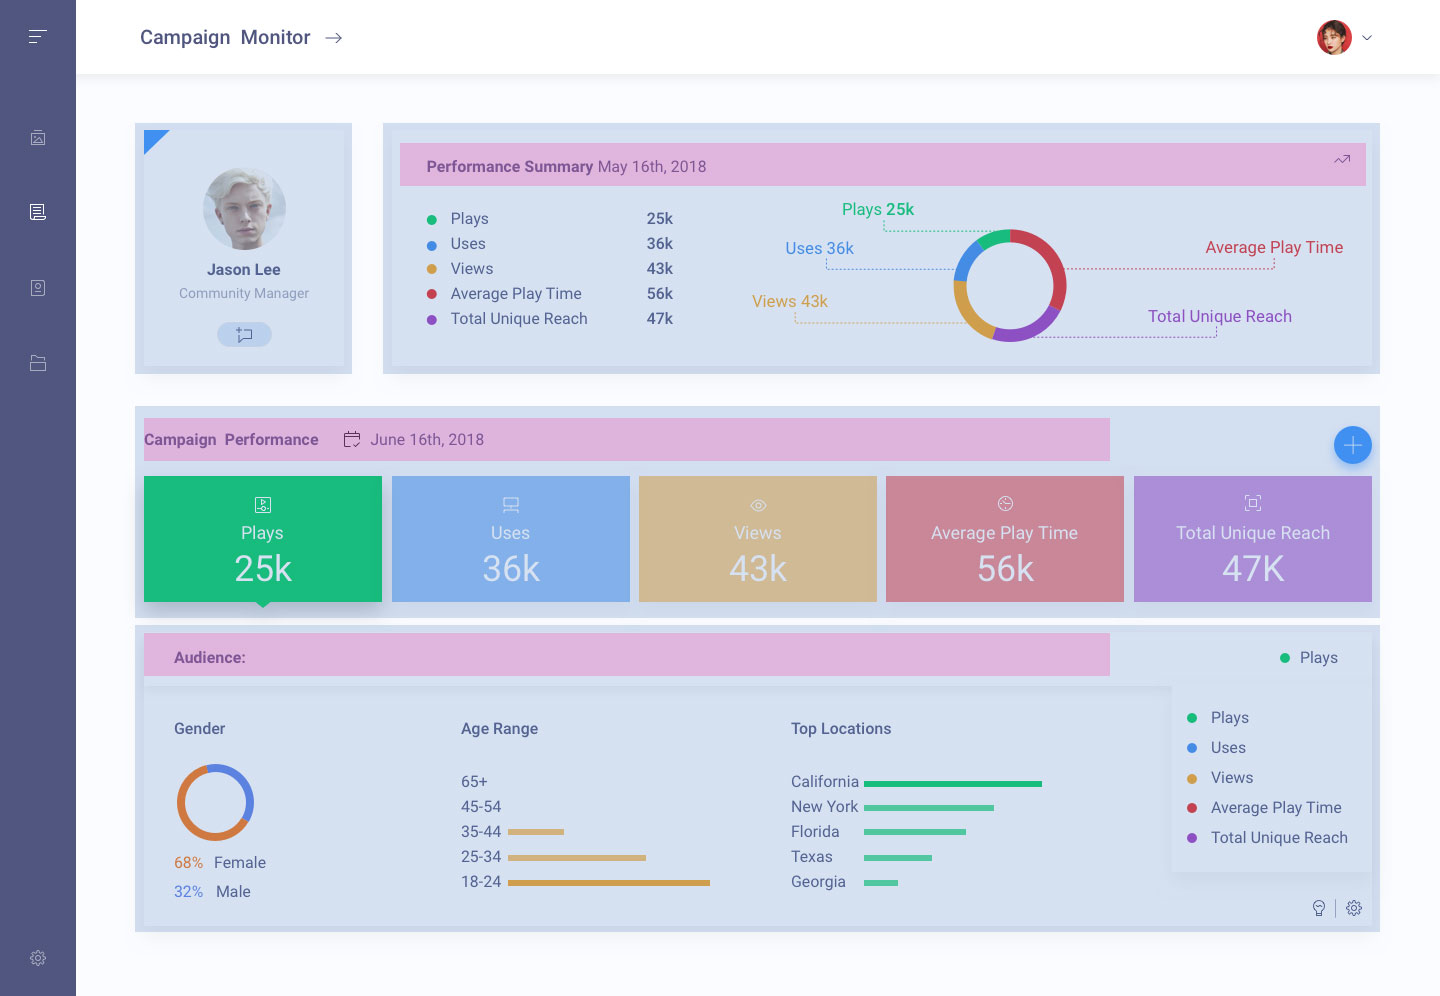 Campaign Monitor
Jason Lee
Community Manager
Performance Summary May 16th, 2018
Plays 25k
Uses 36k
Views 43k
Average Play Time 56k
Total Unique Reach 47k
Plays 25k
Uses 36k
Views 43k
Average Play Time
Total Unique Reach
Campaign Performance June 16th, 2018
Plays
25k
Uses
36k
Views
43k
Average Play Time
56k
Total Unique Reach
47K
Audience:
Plays
Gender
68% Female
32% Male
Age Range
65+
45-54
35-44
25-34
18-24
Top Locations
California
New York
Florida
Texas
Georgia
Plays
Uses
Views
Average Play Time
Total Unique Reach